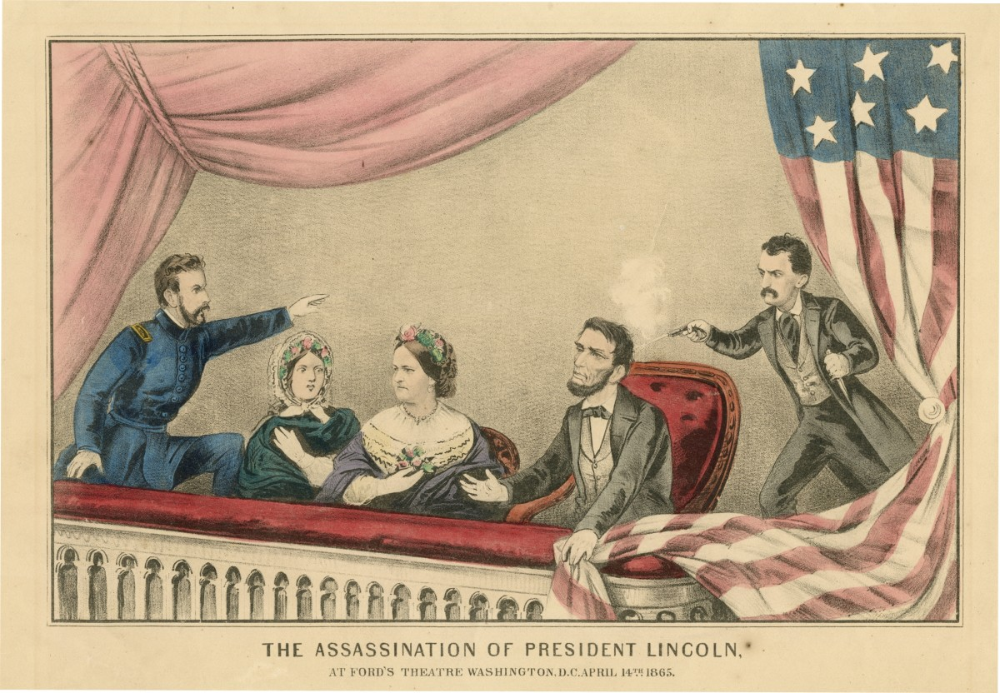 THE ASSASSINATION OF PRESIDENT LINCOLN,
AT FORD'S THEATRE WASHINGTON, D.C. APRIL 14TH 1865.